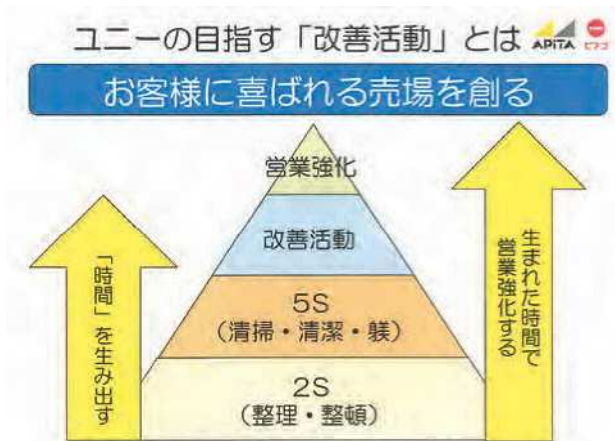 ユニーの目指す「改善活動」とは
APiTA
ピアゴ
お客様に喜ばれる売場を創る
営業強化
改善活動
5S
(清掃・清潔・躾)
2S
(整理・整頓)
「時間」を生み出す
生まれた時間で
営業強化する